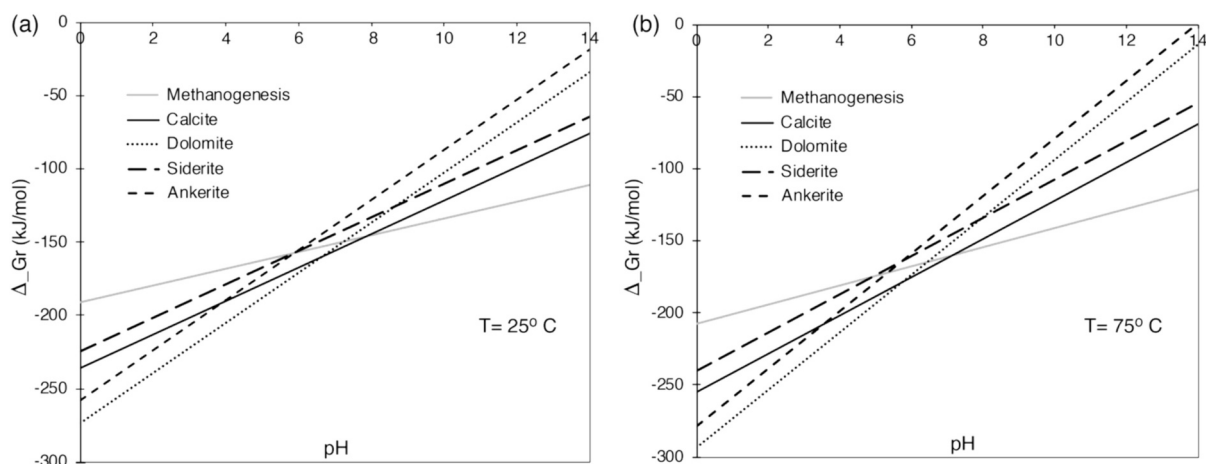 (a)
0
0 2 4 6 8 10 12 14
-50
-100
-150
-200
-250
-300
Δ_Gr (kJ/mol)
Methanogenesis
Calcite
Dolomite
Siderite
Ankerite
T= 25º C
pH
(b)
0
0 2 4 6 8 10 12 14
-50
-100
-150
-200
-250
-300
Δ_Gr (kJ/mol)
Methanogenesis
Calcite
Dolomite
Siderite
Ankerite
T= 75º C
pH